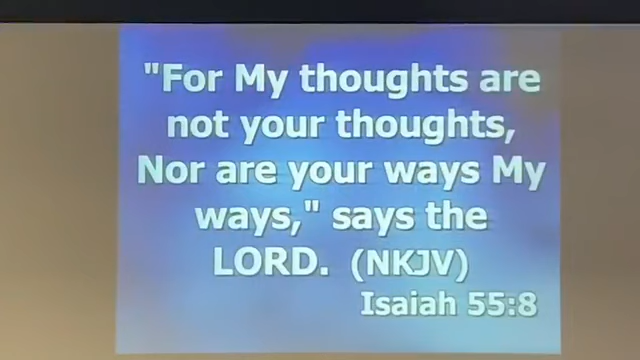 "For My thoughts are
not your thoughts,
Nor are your ways My
ways," says the
LORD. (NKJV)
Isaiah 55:8